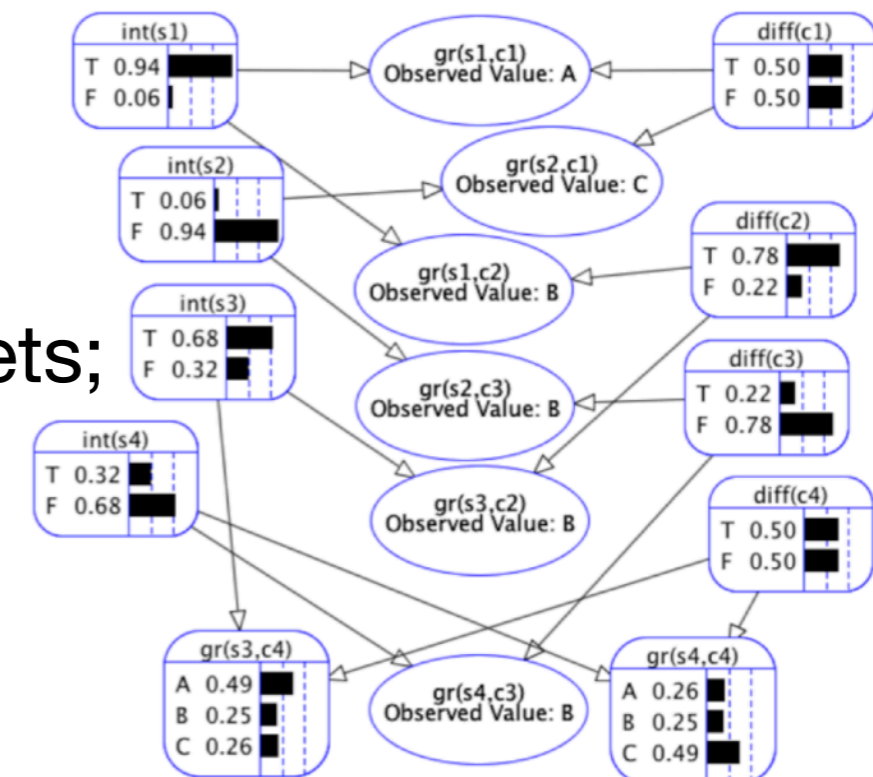 int(s1)
T 0.94
F 0.06
gr(s1,c1)
Observed Value: A
diff(c1)
T 0.50
F 0.50
int(s2)
T 0.06
F 0.94
gr(s2,c1)
Observed Value: C
diff(c2)
T 0.78
F 0.22
gr(s1,c2)
Observed Value: B
int(s3)
T 0.68
F 0.32
ets;
gr(s2,c3)
Observed Value: B
diff(c3)
T 0.22
F 0.78
int(s4)
T 0.32
F 0.68
gr(s3,c2)
Observed Value: B
diff(c4)
T 0.50
F 0.50
gr(s3,c4)
A 0.49
B 0.25
C 0.26
gr(s4,c3)
Observed Value: B
gr(s4,c4)
A 0.26
B 0.25
C 0.49